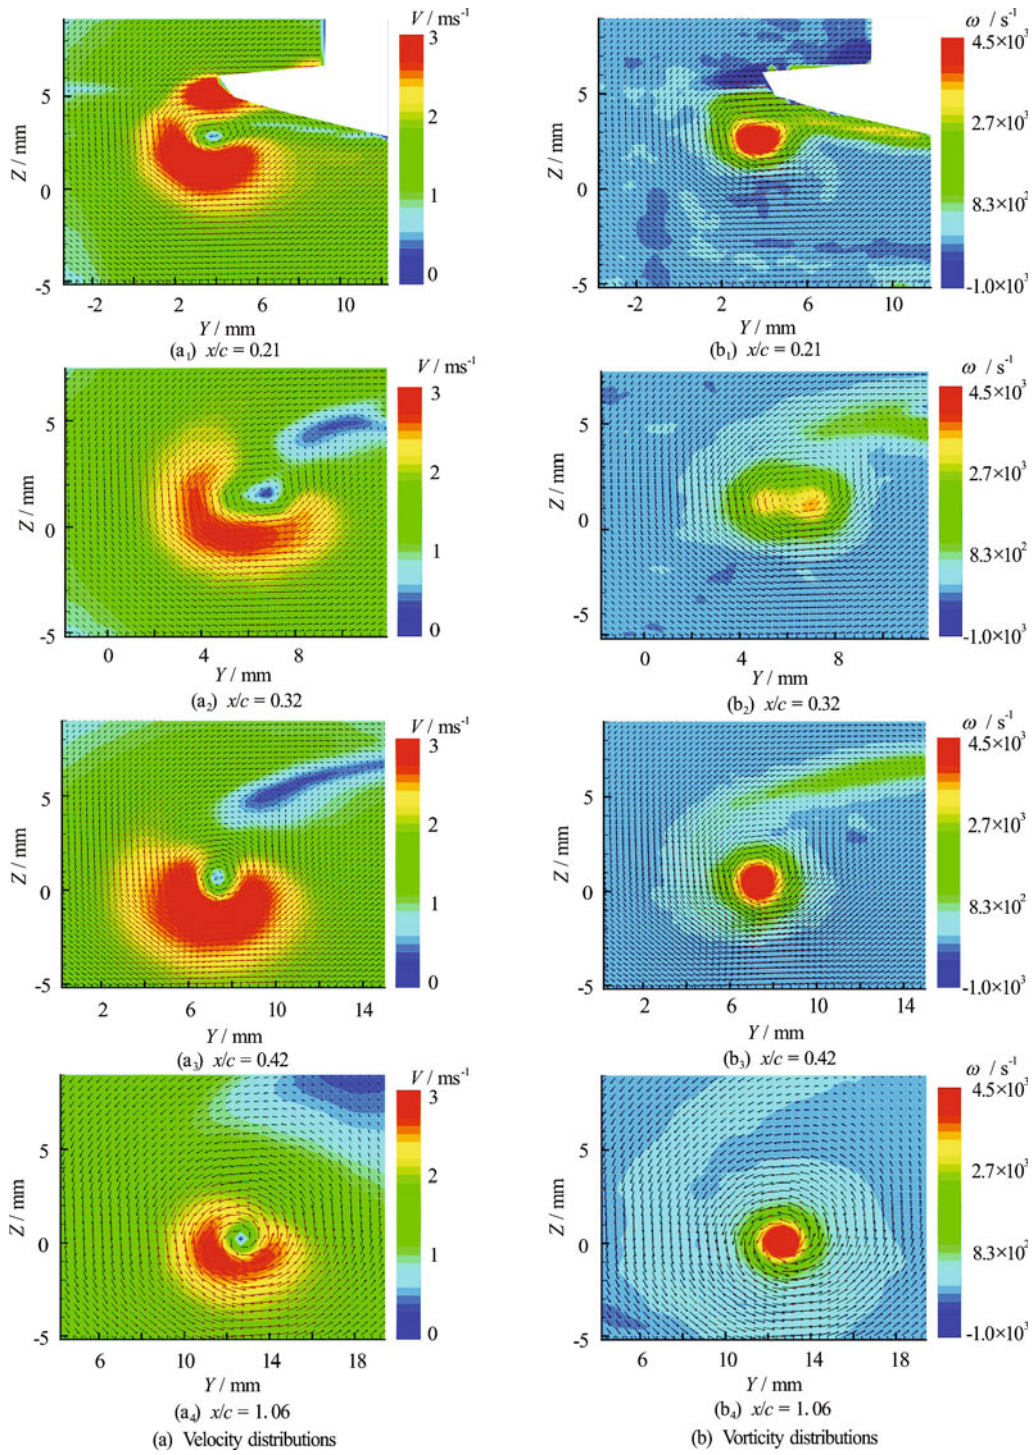 V / ms⁻¹
3
2
1
0
Z / mm
5
0
-5
-2 2 6 10
Y / mm
(a₁) x/c = 0.21
ω / s⁻¹
4.5×10³
2.7×10³
8.3×10²
-1.0×10³
Z / mm
5
0
-5
-2 2 6 10
Y / mm
(b₁) x/c = 0.21
V / ms⁻¹
3
2
1
0
Z / mm
5
0
-5
0 4 8
Y / mm
(a₂) x/c = 0.32
ω / s⁻¹
4.5×10³
2.7×10³
8.3×10²
-1.0×10³
Z / mm
5
0
-5
0 4 8
Y / mm
(b₂) x/c = 0.32
V / ms⁻¹
3
2
1
0
Z / mm
5
0
-5
2 6 10 14
Y / mm
(a₃) x/c = 0.42
ω / s⁻¹
4.5×10³
2.7×10³
8.3×10²
-1.0×10³
Z / mm
5
0
-5
2 6 10 14
Y / mm
(b₃) x/c = 0.42
V / ms⁻¹
3
2
1
0
Z / mm
5
0
-5
6 10 14 18
Y / mm
(a₄) x/c = 1.06
(a) Velocity distributions
ω / s⁻¹
4.5×10³
2.7×10³
8.3×10²
-1.0×10³
Z / mm
5
0
-5
6 10 14 18
Y / mm
(b₄) x/c = 1.06
(b) Vorticity distributions